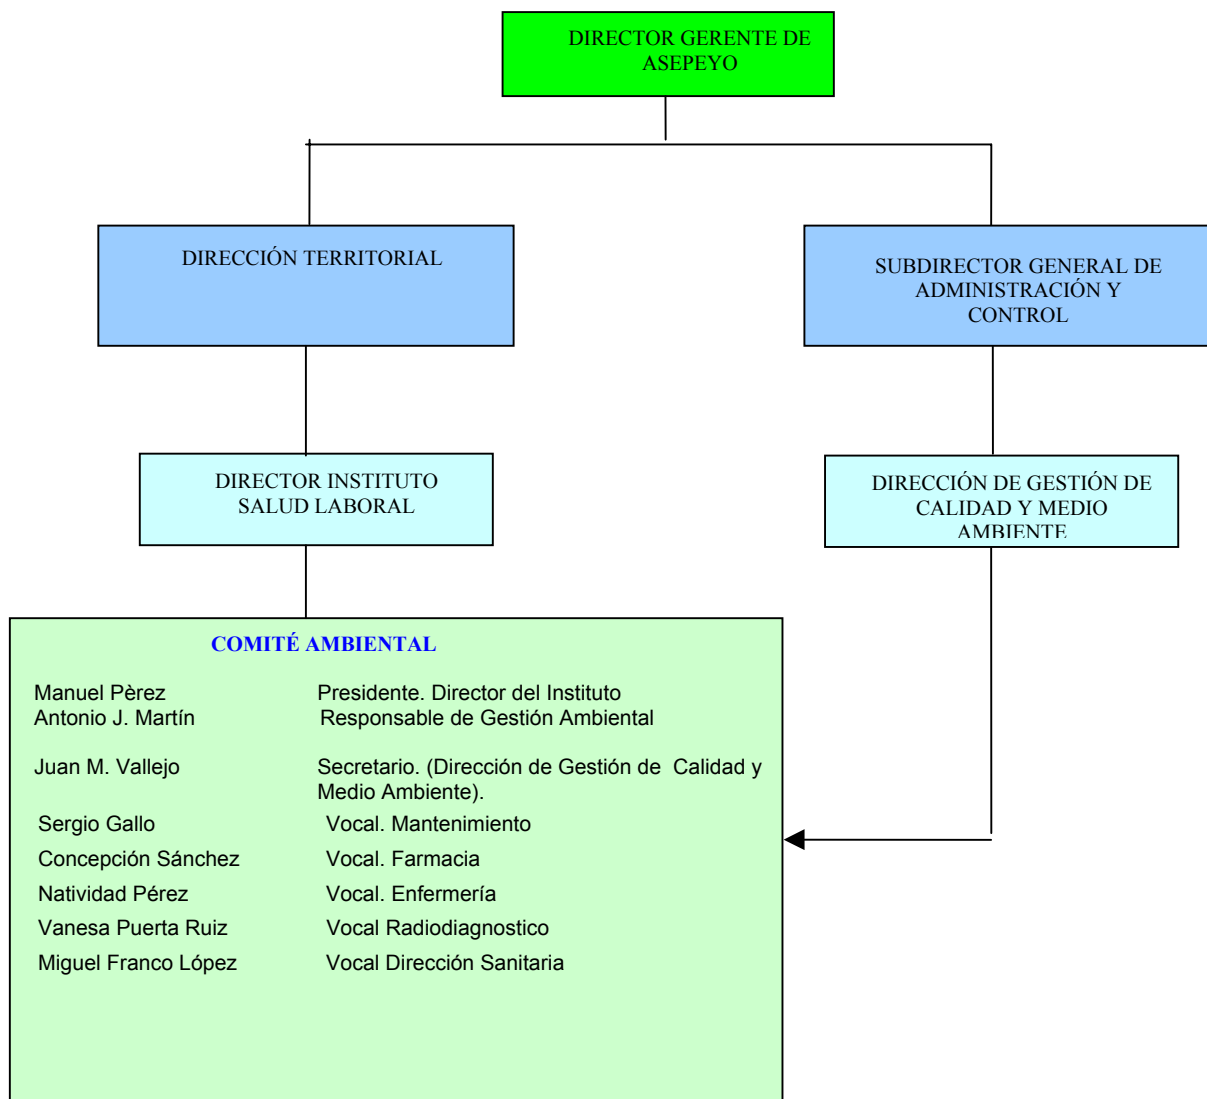 DIRECTOR GERENTE DE
ASEPEYO
DIRECCIÓN TERRITORIAL
SUBDIRECTOR GENERAL DE
ADMINISTRACIÓN Y
CONTROL
DIRECTOR INSTITUTO
SALUD LABORAL
DIRECCIÓN DE GESTIÓN DE
CALIDAD Y MEDIO
AMBIENTE
COMITÉ AMBIENTAL
Manuel Pèrez Presidente. Director del Instituto
Antonio J. Martín Responsable de Gestión Ambiental
Juan M. Vallejo Secretario. (Dirección de Gestión de Calidad y
Medio Ambiente).
Sergio Gallo Vocal. Mantenimiento
Concepción Sánchez Vocal. Farmacia
Natividad Pérez Vocal. Enfermería
Vanesa Puerta Ruiz Vocal Radiodiagnostico
Miguel Franco López Vocal Dirección Sanitaria